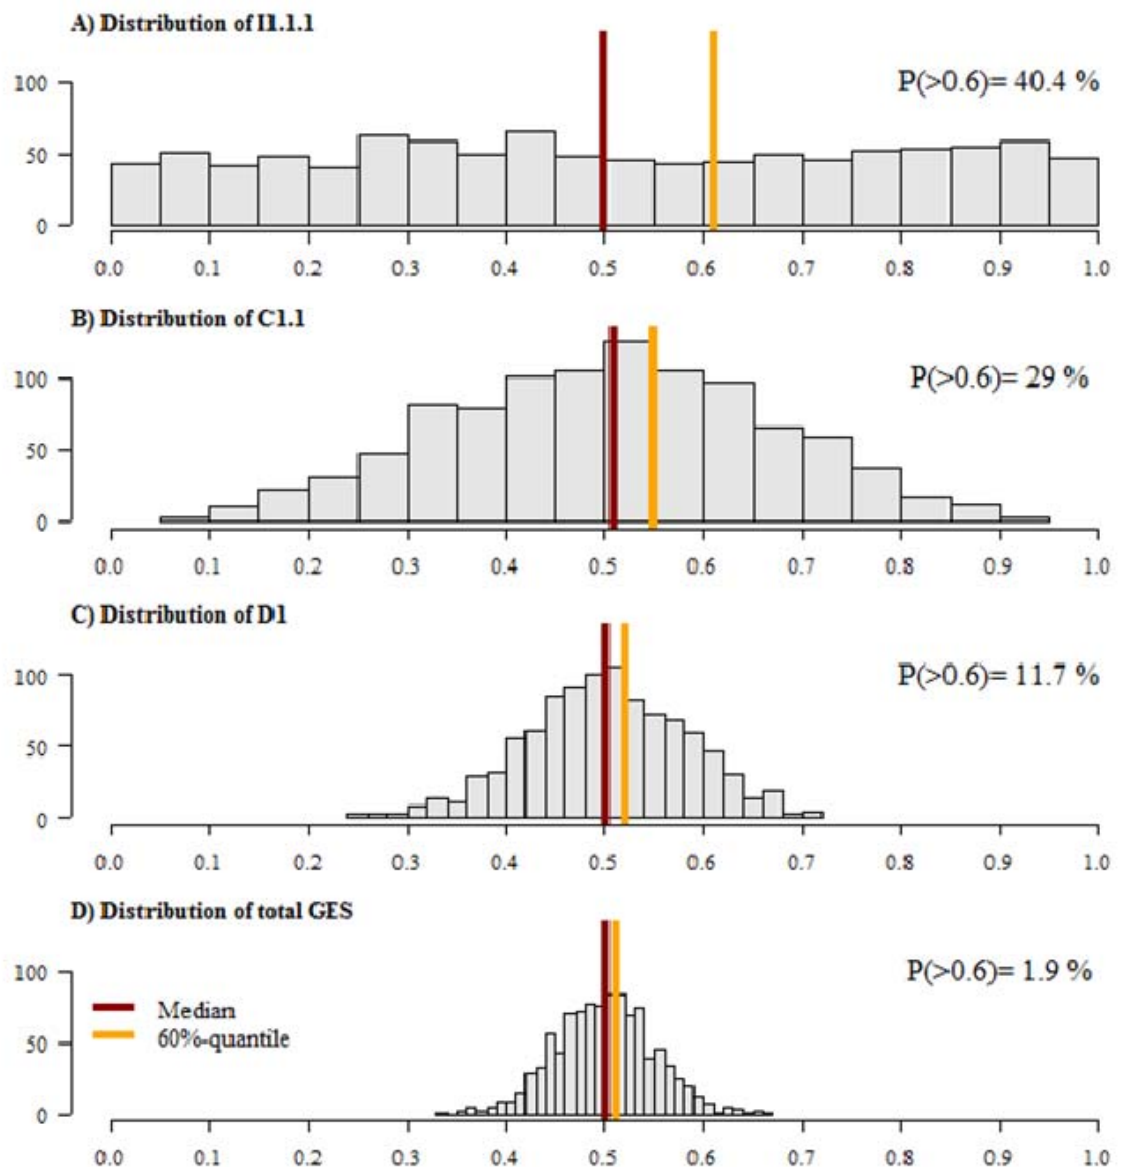 A) Distribution of I1.1.1
P(>0.6)= 40.4 %
100
50
0
0.0 0.1 0.2 0.3 0.4 0.5 0.6 0.7 0.8 0.9 1.0
B) Distribution of C1.1
P(>0.6)= 29 %
100
50
0
0.0 0.1 0.2 0.3 0.4 0.5 0.6 0.7 0.8 0.9 1.0
C) Distribution of D1
P(>0.6)= 11.7 %
100
50
0
0.0 0.1 0.2 0.3 0.4 0.5 0.6 0.7 0.8 0.9 1.0
D) Distribution of total GES
P(>0.6)= 1.9 %
100
Median
60%-quantile
50
0
0.0 0.1 0.2 0.3 0.4 0.5 0.6 0.7 0.8 0.9 1.0